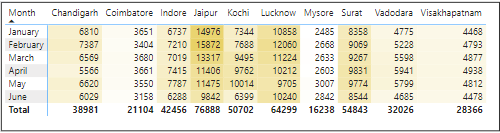 Month Chandigarh Coimbatore Indore Jaipur Kochi Lucknow Mysore Surat Vadodara Visakhapatnam
January 6810 3651 6737 14976 7344 10858 2485 8358 4775 4468
February 7387 3404 7210 15872 7688 12060 2668 9069 5228 4793
March 6569 3680 7019 13317 9495 11224 2633 9267 5598 4877
April 5566 3661 7415 11406 9762 10212 2603 9831 5941 4938
May 6620 3550 7787 11475 10014 9705 3007 9774 5799 4812
June 6029 3158 6288 9842 6399 10240 2842 8544 4685 4478
Total 38981 21104 42456 76888 50702 64299 16238 54843 32026 28366